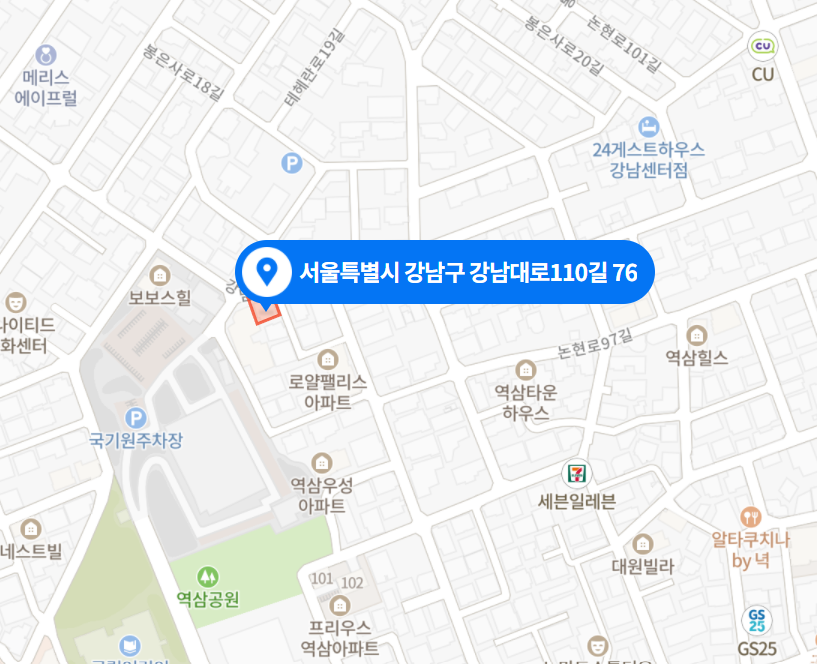 논현로101길
봉은사로20길
테헤란로19길
봉은사로18길
CU
CU
메리스
에이프럴
P
24게스트하우스
강남센터점
서울특별시 강남구 강남대로110길 76
보보스힐
논현로97길
역삼힐스
로얄팰리스
아파트
역삼타운
하우스
P
국기원주차장
역삼우성
아파트
7
세븐일레븐
네스트빌
알타쿠치나
by 녁
대원빌라
101
102
역삼공원
프리우스
역삼아파트
GS
25
GS25